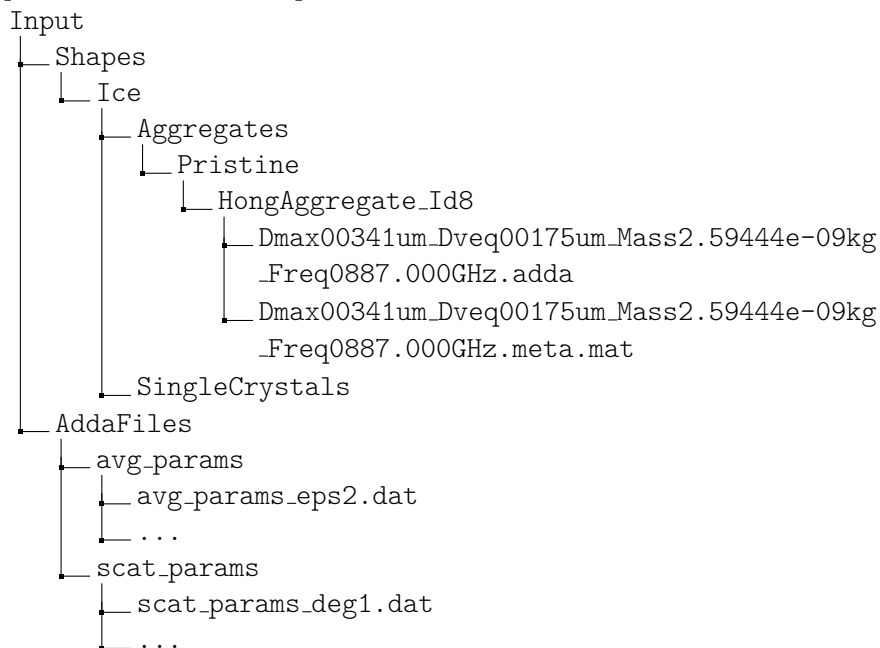 Input
Shapes
Ice
Aggregates
Pristine
HongAggregate_Id8
Dmax00341um_Dveq00175um_Mass2.59444e-09kg
_Freq0887.000GHz.adda
Dmax00341um_Dveq00175um_Mass2.59444e-09kg
_Freq0887.000GHz.meta.mat
SingleCrystals
AddaFiles
avg_params
avg_params_eps2.dat
...
scat_params
scat_params_deg1.dat
...